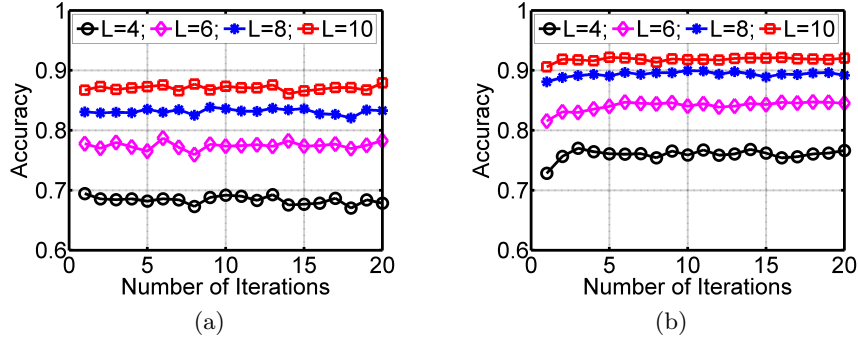 1
L=4; L=6; L=8; L=10
0.9
0.8
0.7
0.6
Accuracy
0 5 10 15 20
Number of Iterations
(a)
1
L=4; L=6; L=8; L=10
0.9
0.8
0.7
0.6
Accuracy
0 5 10 15 20
Number of Iterations
(b)